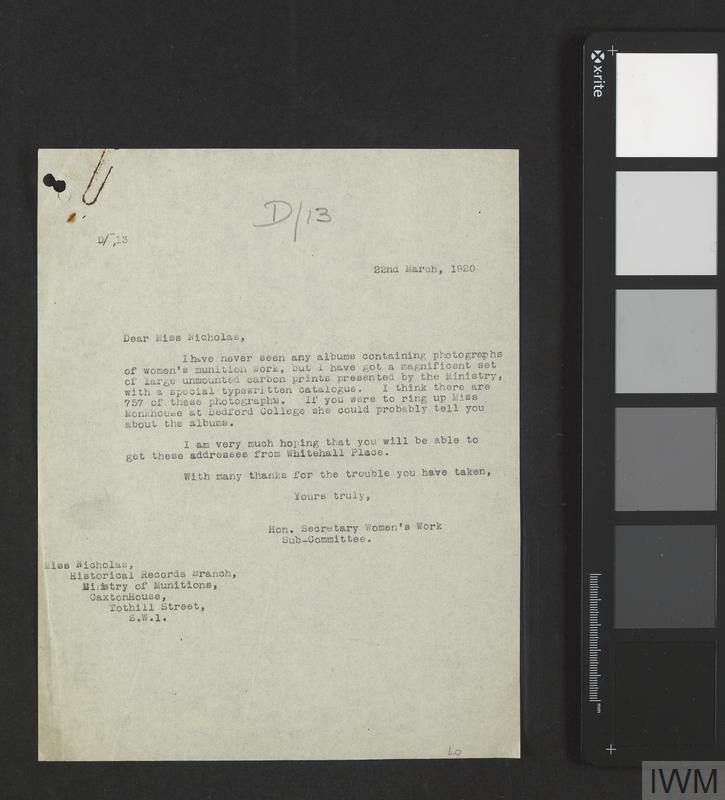 D/13
D/ ,13
22nd March, 1920
Dear Miss Nicholas,
I have never seen any albums containing photographs
of women's munition work, but I have got a magnificent set
of large unmounted carbon prints presented by the Ministry,
with a special typewritten catalogue. I think there are
757 of these photographs. If you were to ring up Miss
Monkhouse at Bedford College she could probably tell you
about the albums.
I am very much hoping that you will be able to
get these addresses from Whitehall Place.
With many thanks for the trouble you have taken,
Yours truly,
Hon. Secretary Women's Work
Sub-Committee.
Miss Nicholas,
Historical Records Branch,
Ministry of Munitions,
CaxtonHouse,
Tothill Street,
S.W.1.
LO
x-rite
mm
IWM